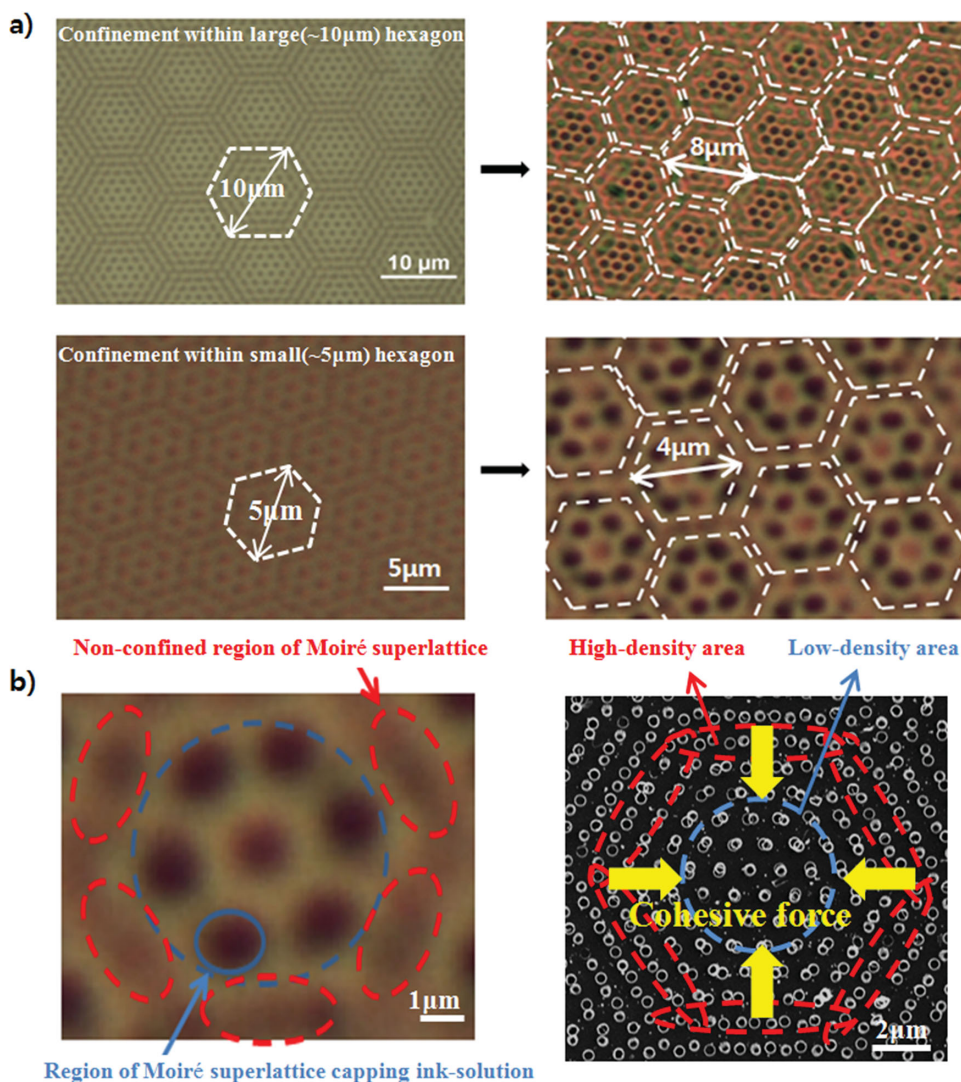 a)
Confinement within large(~10μm) hexagon
10μm
10 μm
8μm
Confinement within small(~5μm) hexagon
5μm
5μm
4μm
Non-confined region of Moiré superlattice
High-density area
Low-density area
b)
1μm
Region of Moiré superlattice capping ink-solution
Cohesive force
2μm